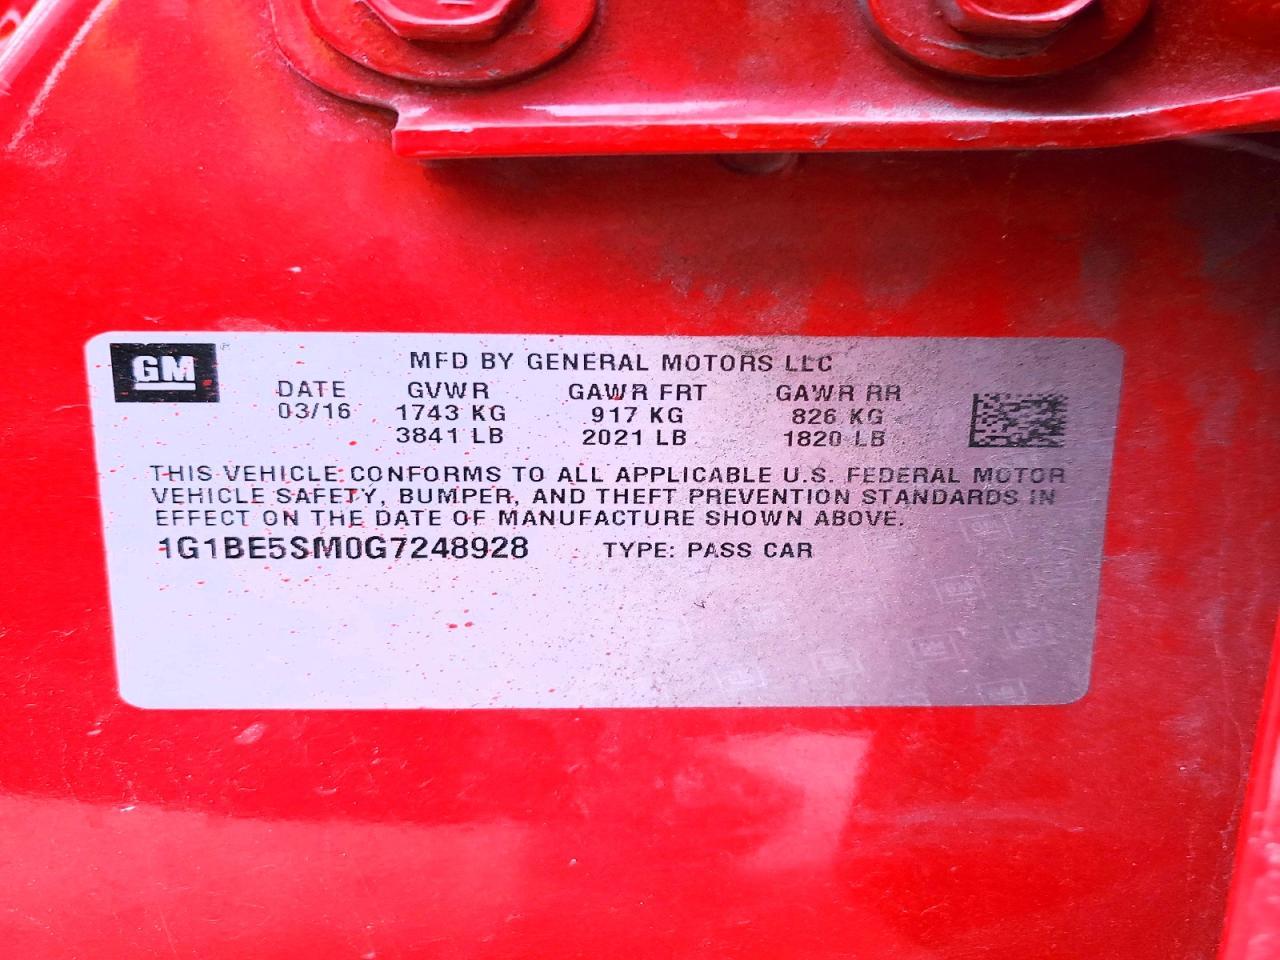 GM
MFD BY GENERAL MOTORS LLC
DATE GVWR GAWR FRT GAWR RR
03/16 1743 KG 917 KG 826 KG
3841 LB 2021 LB 1820 LB
THIS VEHICLE CONFORMS TO ALL APPLICABLE U.S. FEDERAL MOTOR
VEHICLE SAFETY, BUMPER, AND THEFT PREVENTION STANDARDS IN
EFFECT ON THE DATE OF MANUFACTURE SHOWN ABOVE.
1G1BE5SM0G7248928 TYPE: PASS CAR